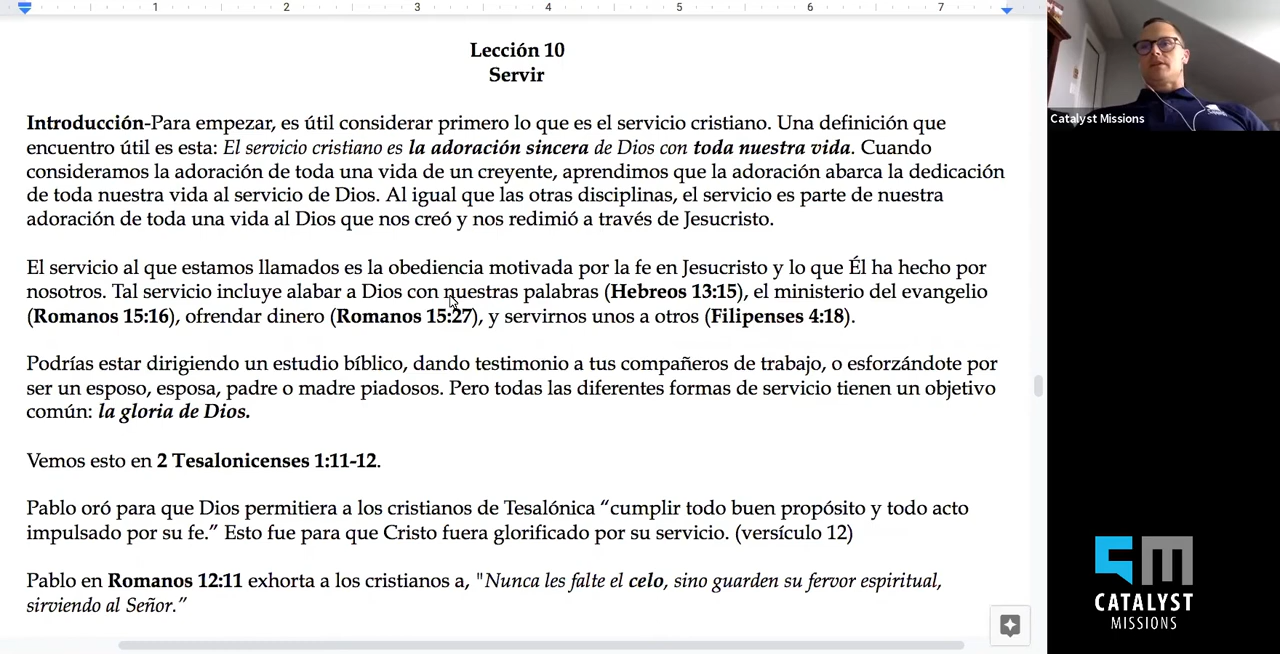 1 2 3 4 5 6 7
Lección 10
Servir
Introducción-Para empezar, es útil considerar primero lo que es el servicio cristiano. Una definición que
encuentro útil es esta: El servicio cristiano es la adoración sincera de Dios con toda nuestra vida. Cuando
consideramos la adoración de toda una vida de un creyente, aprendimos que la adoración abarca la dedicación
de toda nuestra vida al servicio de Dios. Al igual que las otras disciplinas, el servicio es parte de nuestra
adoración de toda una vida al Dios que nos creó y nos redimió a través de Jesucristo.
El servicio al que estamos llamados es la obediencia motivada por la fe en Jesucristo y lo que Él ha hecho por
nosotros. Tal servicio incluye alabar a Dios con nuestras palabras (Hebreos 13:15), el ministerio del evangelio
(Romanos 15:16), ofrendar dinero (Romanos 15:27), y servirnos unos a otros (Filipenses 4:18).
Podrías estar dirigiendo un estudio bíblico, dando testimonio a tus compañeros de trabajo, o esforzándote por
ser un esposo, esposa, padre o madre piadosos. Pero todas las diferentes formas de servicio tienen un objetivo
común: la gloria de Dios.
Vemos esto en 2 Tesalonicenses 1:11-12.
Pablo oró para que Dios permitiera a los cristianos de Tesalónica “cumplir todo buen propósito y todo acto
impulsado por su fe.” Esto fue para que Cristo fuera glorificado por su servicio. (versículo 12)
Pablo en Romanos 12:11 exhorta a los cristianos a, "Nunca les falte el celo, sino guarden su fervor espiritual,
sirviendo al Señor.”
Catalyst Missions
CATALYST
MISSIONS